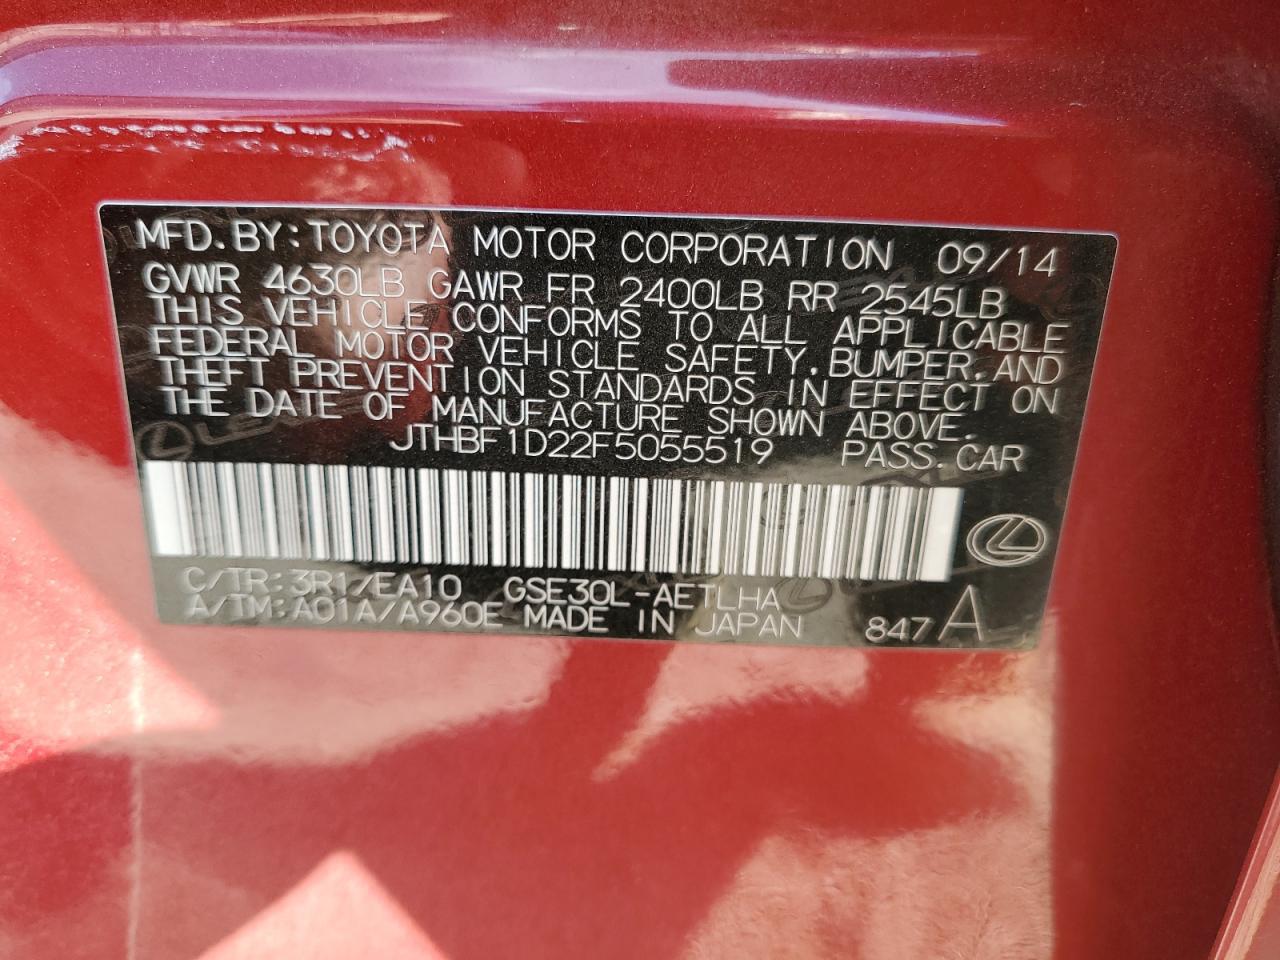 MFD.BY:TOYOTA MOTOR CORPORATION 09/14
GVWR 4630LB GAWR FR 2400LB RR 2545LB
THIS VEHICLE CONFORMS TO ALL APPLICABLE
FEDERAL MOTOR VEHICLE SAFETY.BUMPER.AND
THEFT PREVENTION STANDARDS IN EFFECT ON
THE DATE OF MANUFACTURE SHOWN ABOVE.
JTHBF1D22F5055519 PASS.CAR
C/TR:3R1/EA10 GSE30L-AETLHA
A/TM:A01A/A960E MADE IN JAPAN 847A